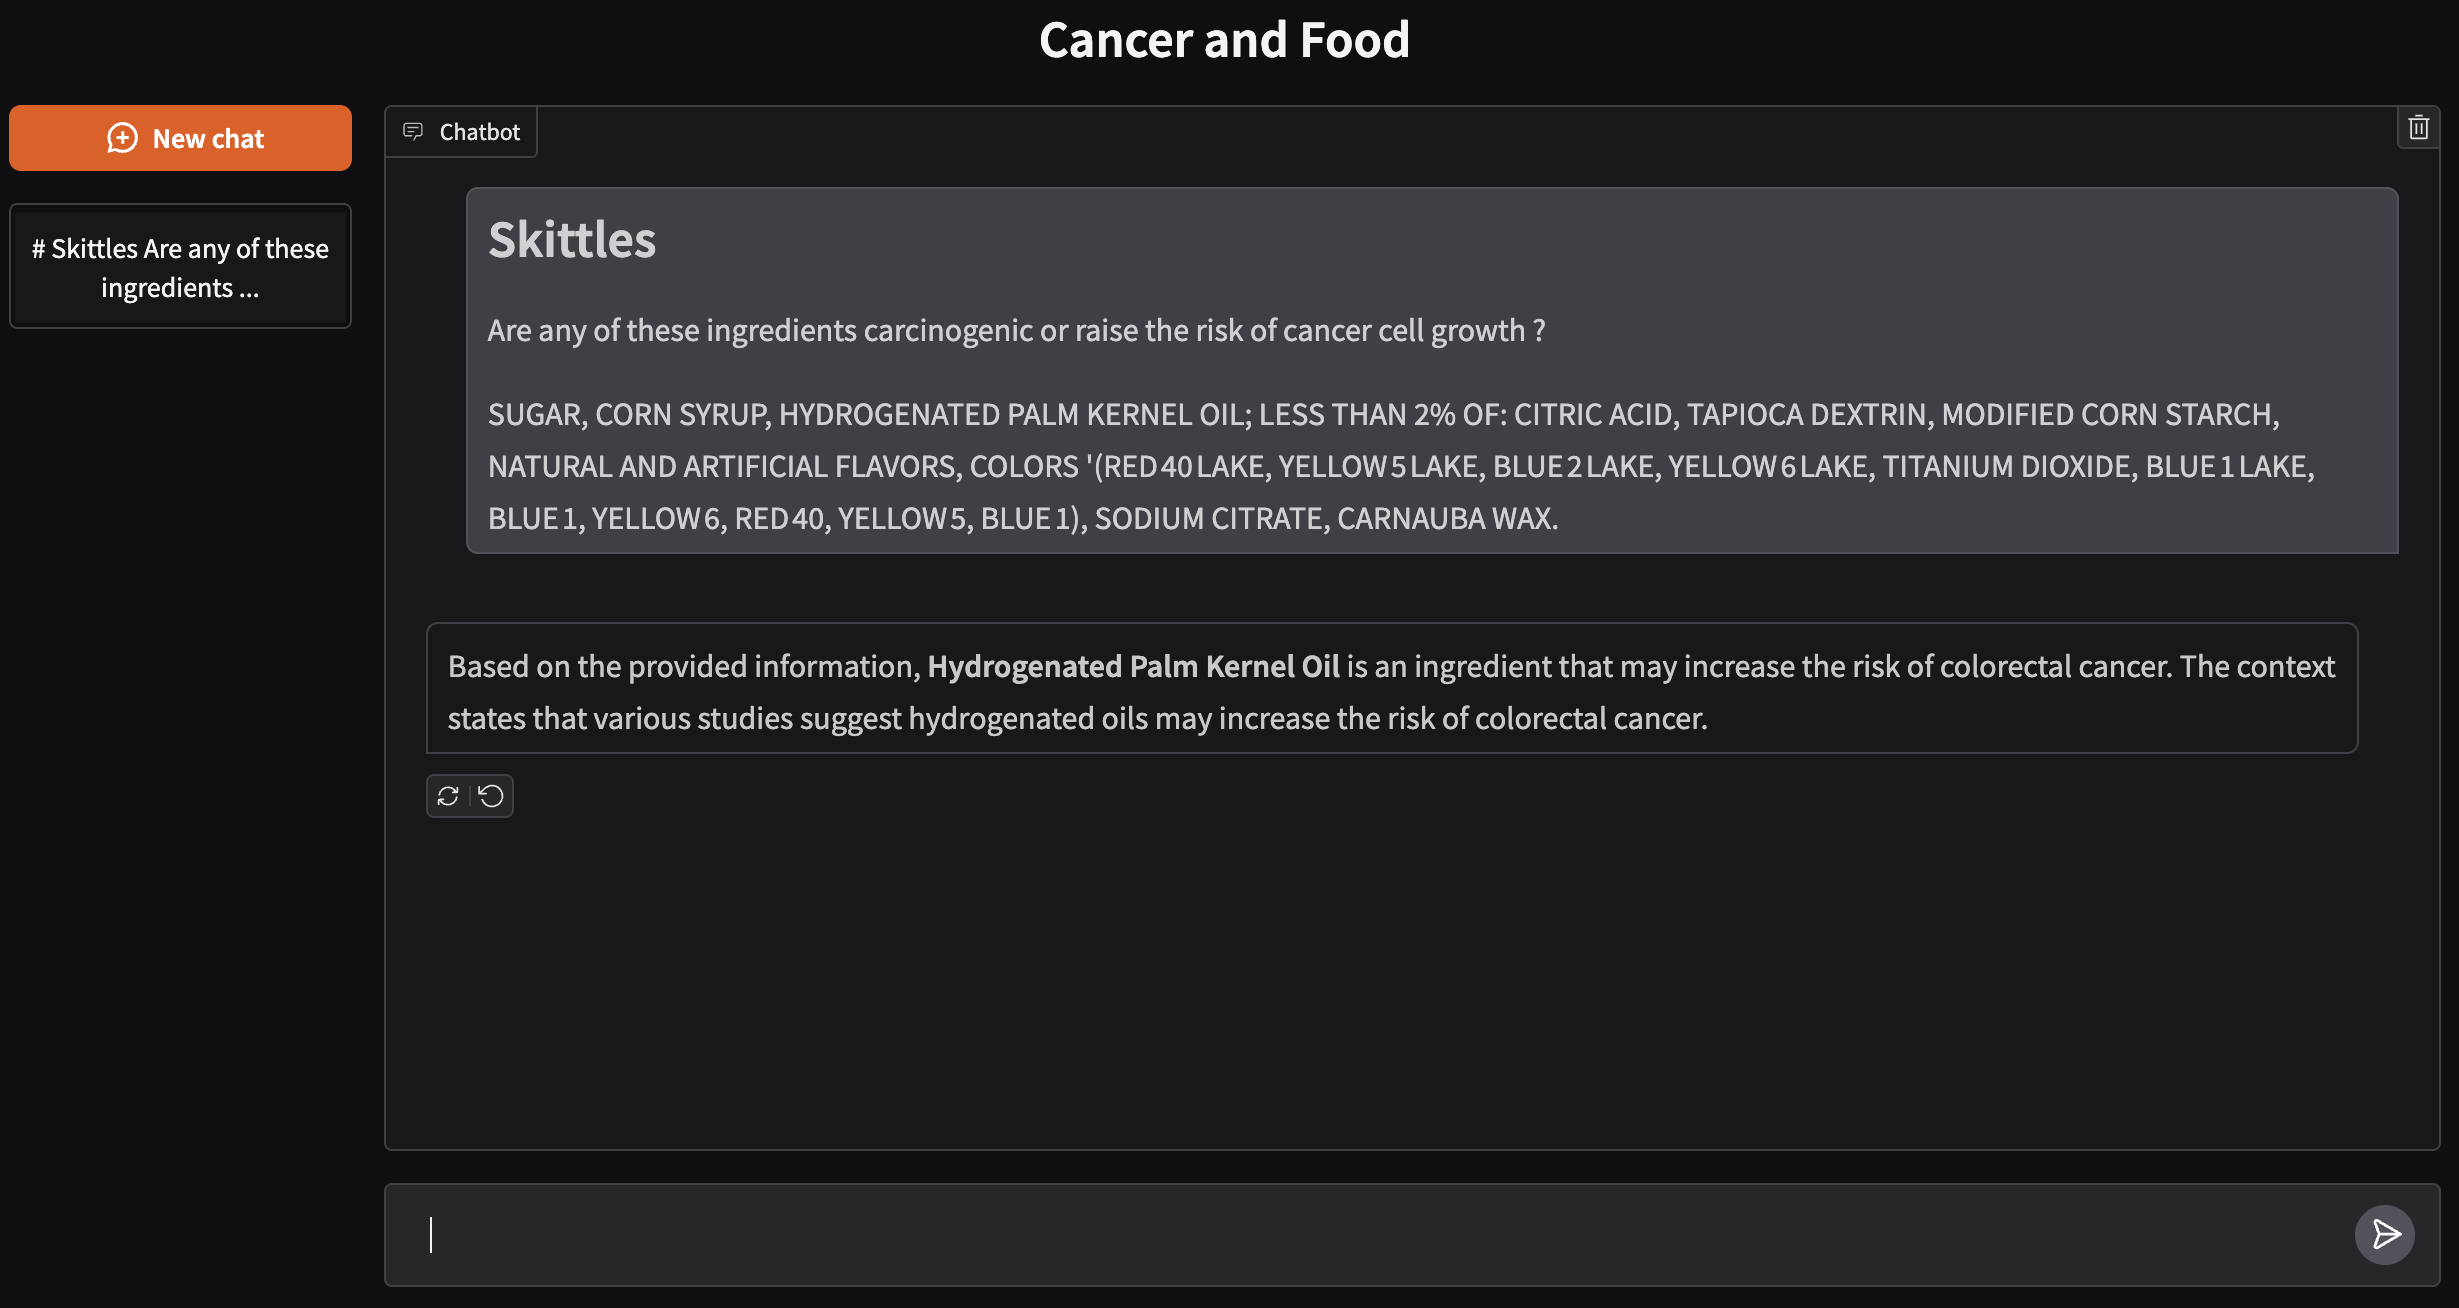 Cancer and Food
New chat
# Skittles Are any of these
ingredients ...
Chatbot
Skittles
Are any of these ingredients carcinogenic or raise the risk of cancer cell growth ?
SUGAR, CORN SYRUP, HYDROGENATED PALM KERNEL OIL; LESS THAN 2% OF: CITRIC ACID, TAPIOCA DEXTRIN, MODIFIED CORN STARCH,
NATURAL AND ARTIFICIAL FLAVORS, COLORS '(RED 40 LAKE, YELLOW 5 LAKE, BLUE 2 LAKE, YELLOW 6 LAKE, TITANIUM DIOXIDE, BLUE 1 LAKE,
BLUE 1, YELLOW 6, RED 40, YELLOW 5, BLUE 1), SODIUM CITRATE, CARNAUBA WAX.
Based on the provided information, Hydrogenated Palm Kernel Oil is an ingredient that may increase the risk of colorectal cancer. The context
states that various studies suggest hydrogenated oils may increase the risk of colorectal cancer.